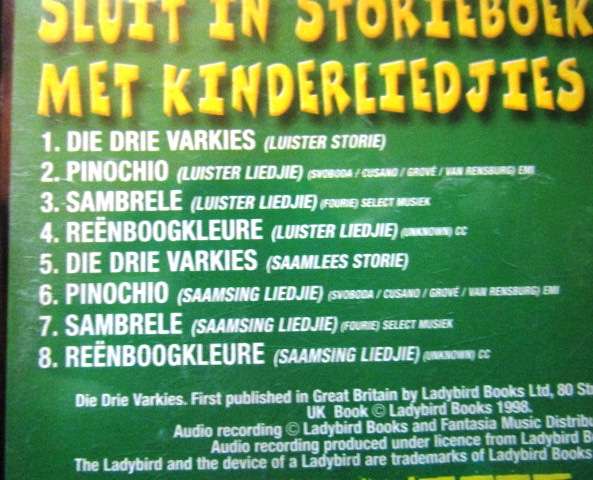 SLUIT IN STORIEBOEK
MET KINDERLIEDJIES
1. DIE DRIE VARKIES (LUISTER STORIE)
2. PINOCHIO (LUISTER LIEDJIE) (SVOBODA / CUSANO / GROVÉ / VAN RENSBURG) EMI
3. SAMBRELE (LUISTER LIEDJIE) (FOURIE) SELECT MUSIEK
4. REËNBOOGKLEURE (LUISTER LIEDJIE) (UNKNOWN) CC
5. DIE DRIE VARKIES (SAAMLEES STORIE)
6. PINOCHIO (SAAMSING LIEDJIE) (SVOBODA / CUSANO / GROVÉ / VAN RENSBURG) EMI
7. SAMBRELE (SAAMSING LIEDJIE) (FOURIE) SELECT MUSIEK
8. REËNBOOGKLEURE (SAAMSING LIEDJIE) (UNKNOWN) CC
Die Drie Varkies. First published in Great Britain by Ladybird Books Ltd, 80 Str
UK Book © Ladybird Books 1998.
Audio recording © Ladybird Books and Fantasia Music Distribu
Audio recording produced under licence from Ladybird B
The Ladybird and the device of a Ladybird are trademarks of Ladybird Books